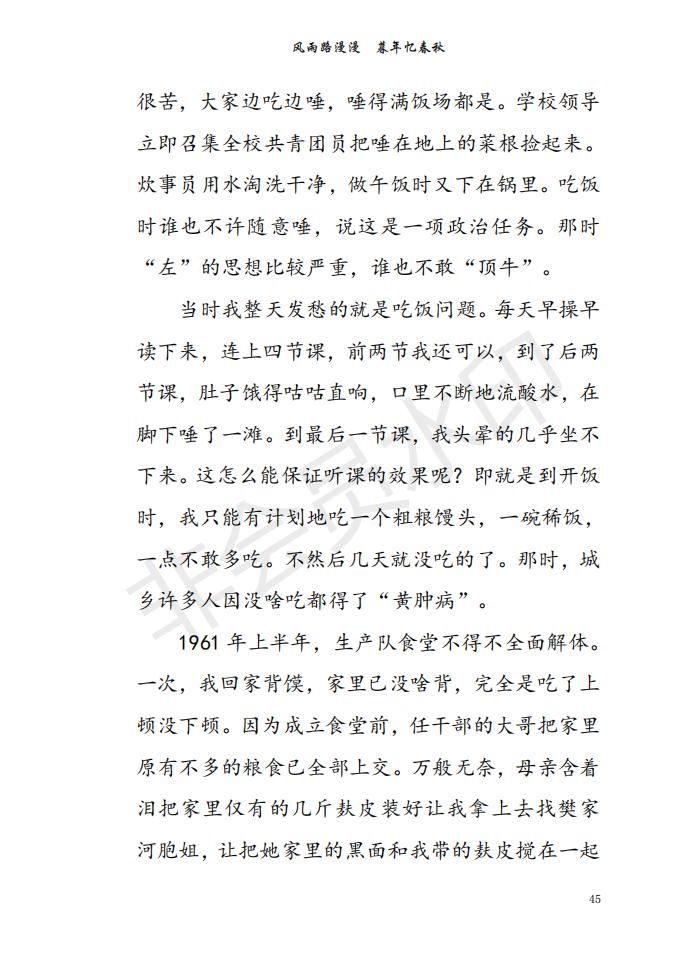 风雨路漫漫　暮年忆春秋
很苦，大家边吃边唾，唾得满饭场都是。学校领导
立即召集全校共青团员把唾在地上的菜根捡起来。
炊事员用水淘洗干净，做午饭时又下在锅里。吃饭
时谁也不许随意唾，说这是一项政治任务。那时
“左”的思想比较严重，谁也不敢“顶牛”。
当时我整天发愁的就是吃饭问题。每天早操早
读下来，连上四节课，前两节我还可以，到了后两
节课，肚子饿得咕咕直响，口里不断地流酸水，在
脚下唾了一滩。到最后一节课，我头晕的几乎坐不
下来。这怎么能保证听课的效果呢？即就是到开饭
时，我只能有计划地吃一个粗粮馒头，一碗稀饭，
一点不敢多吃。不然后几天就没吃的了。那时，城
乡许多人因没啥吃都得了“黄肿病”。
1961 年上半年，生产队食堂不得不全面解体。
一次，我回家背馍，家里已没啥背，完全是吃了上
顿没下顿。因为成立食堂前，任干部的大哥把家里
原有不多的粮食已全部上交。万般无奈，母亲含着
泪把家里仅有的几斤麸皮装好让我拿上去找樊家
河胞姐，让把她家里的黑面和我带的麸皮搅在一起
45
非会员水印